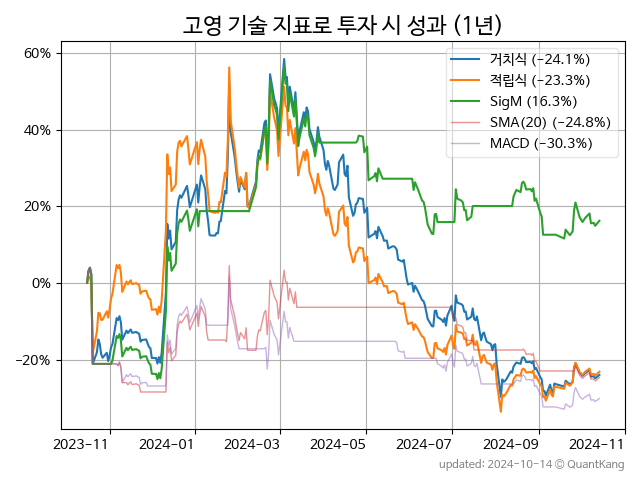 고영 기술 지표로 투자 시 성과 (1년)
60%
40%
20%
0%
−20%
거치식 (−24.1%)
적립식 (−23.3%)
SigM (16.3%)
SMA(20) (−24.8%)
MACD (−30.3%)
2023-11 2024-01 2024-03 2024-05 2024-07 2024-09 2024-11
updated: 2024-10-14 © QuantKang